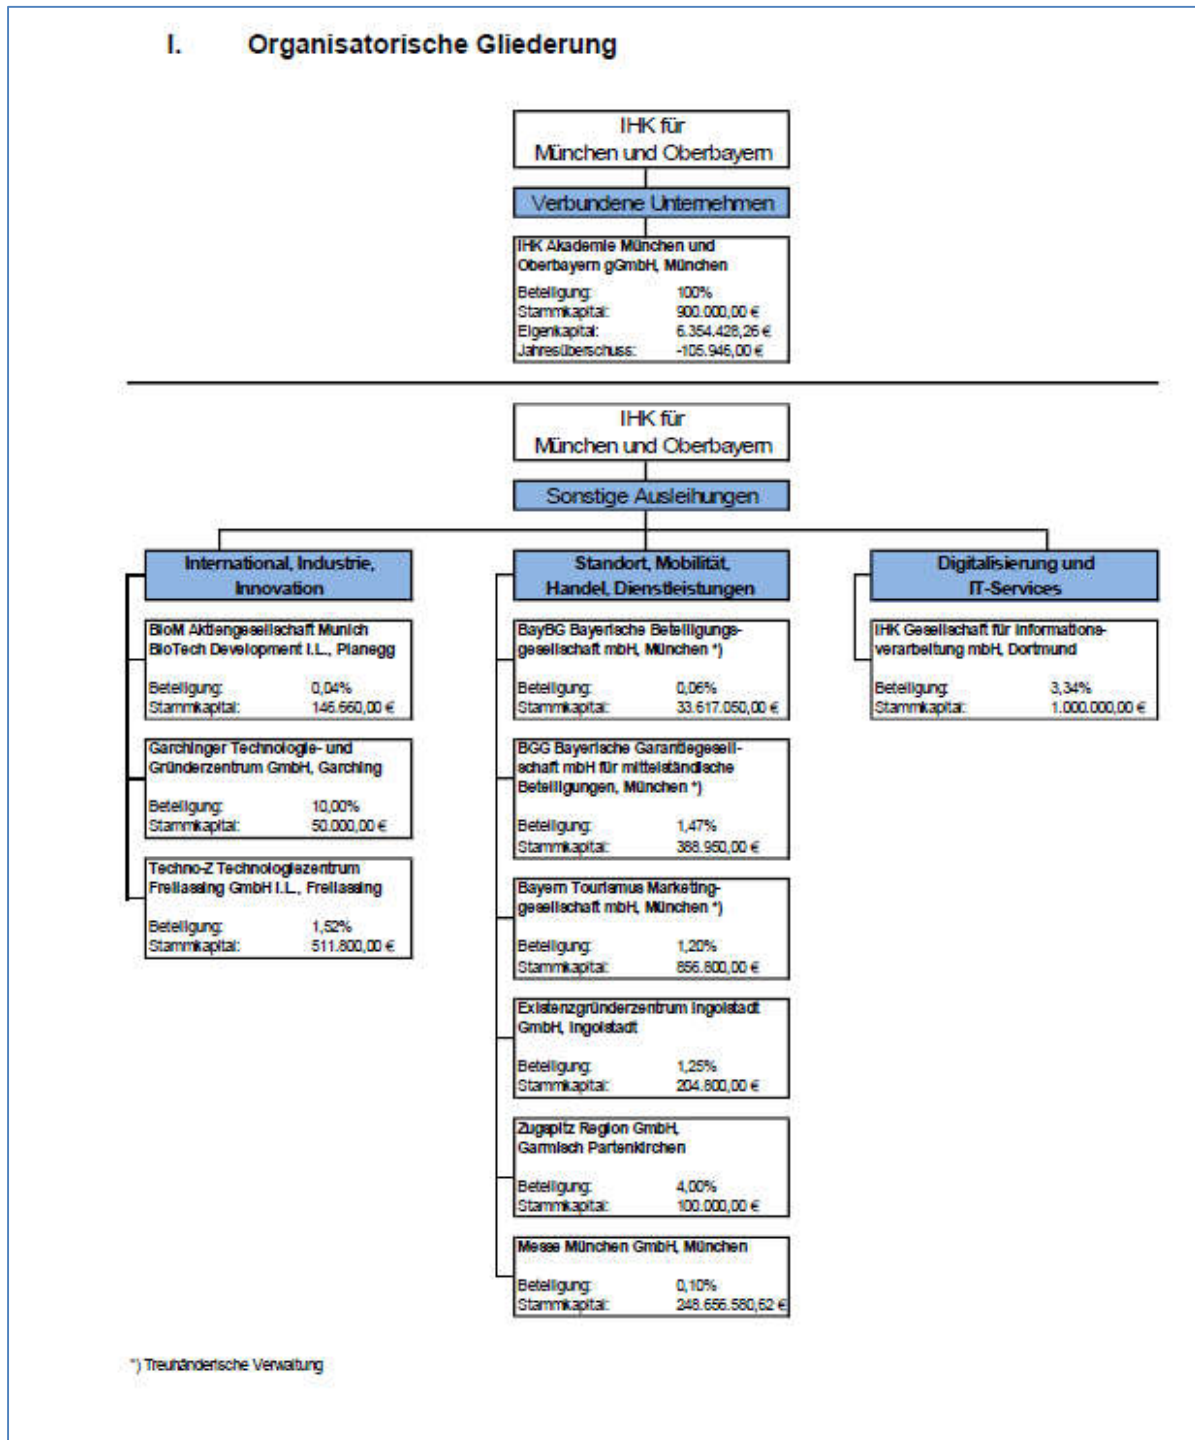 I. Organisatorische Gliederung
IHK für
München und Oberbayern
Verbundene Unternehmen
IHK Akademie München und
Oberbayern gGmbH, München
Beteiligung: 100%
Stammkapital: 900.000,00 €
Eigenkapital: 6.354.428,26 €
Jahresüberschuss: -105.946,00 €
IHK für
München und Oberbayern
Sonstige Ausleihungen
International, Industrie,
Innovation
BioM Aktiengesellschaft Munich
BioTech Development i.L., Planegg
Beteiligung: 0,04%
Stammkapital: 146.660,00 €
Garchinger Technologie- und
Gründerzentrum GmbH, Garching
Beteiligung: 10,00%
Stammkapital: 50.000,00 €
Techno-Z Technologiezentrum
Freilassing GmbH i.L., Freilassing
Beteiligung: 1,52%
Stammkapital: 511.800,00 €
Standort, Mobilität,
Handel, Dienstleistungen
BayBG Bayerische Beteiligungs-
gesellschaft mbH, München *)
Beteiligung: 0,06%
Stammkapital: 33.617.050,00 €
BGG Bayerische Garantiegesell-
schaft mbH für mittelständische
Beteiligungen, München *)
Beteiligung: 1,47%
Stammkapital: 388.950,00 €
Bayern Tourismus Marketing-
gesellschaft mbH, München *)
Beteiligung: 1,20%
Stammkapital: 856.800,00 €
Existenzgründerzentrum Ingolstadt
GmbH, Ingolstadt
Beteiligung: 1,25%
Stammkapital: 204.800,00 €
Zugspitz Region GmbH,
Garmisch Partenkirchen
Beteiligung: 4,00%
Stammkapital: 100.000,00 €
Messe München GmbH, München
Beteiligung: 0,10%
Stammkapital: 248.656.580,62 €
Digitalisierung und
IT-Services
IHK Gesellschaft für Informations-
verarbeitung mbH, Dortmund
Beteiligung: 3,34%
Stammkapital: 1.000.000,00 €
*) Treuhänderische Verwaltung